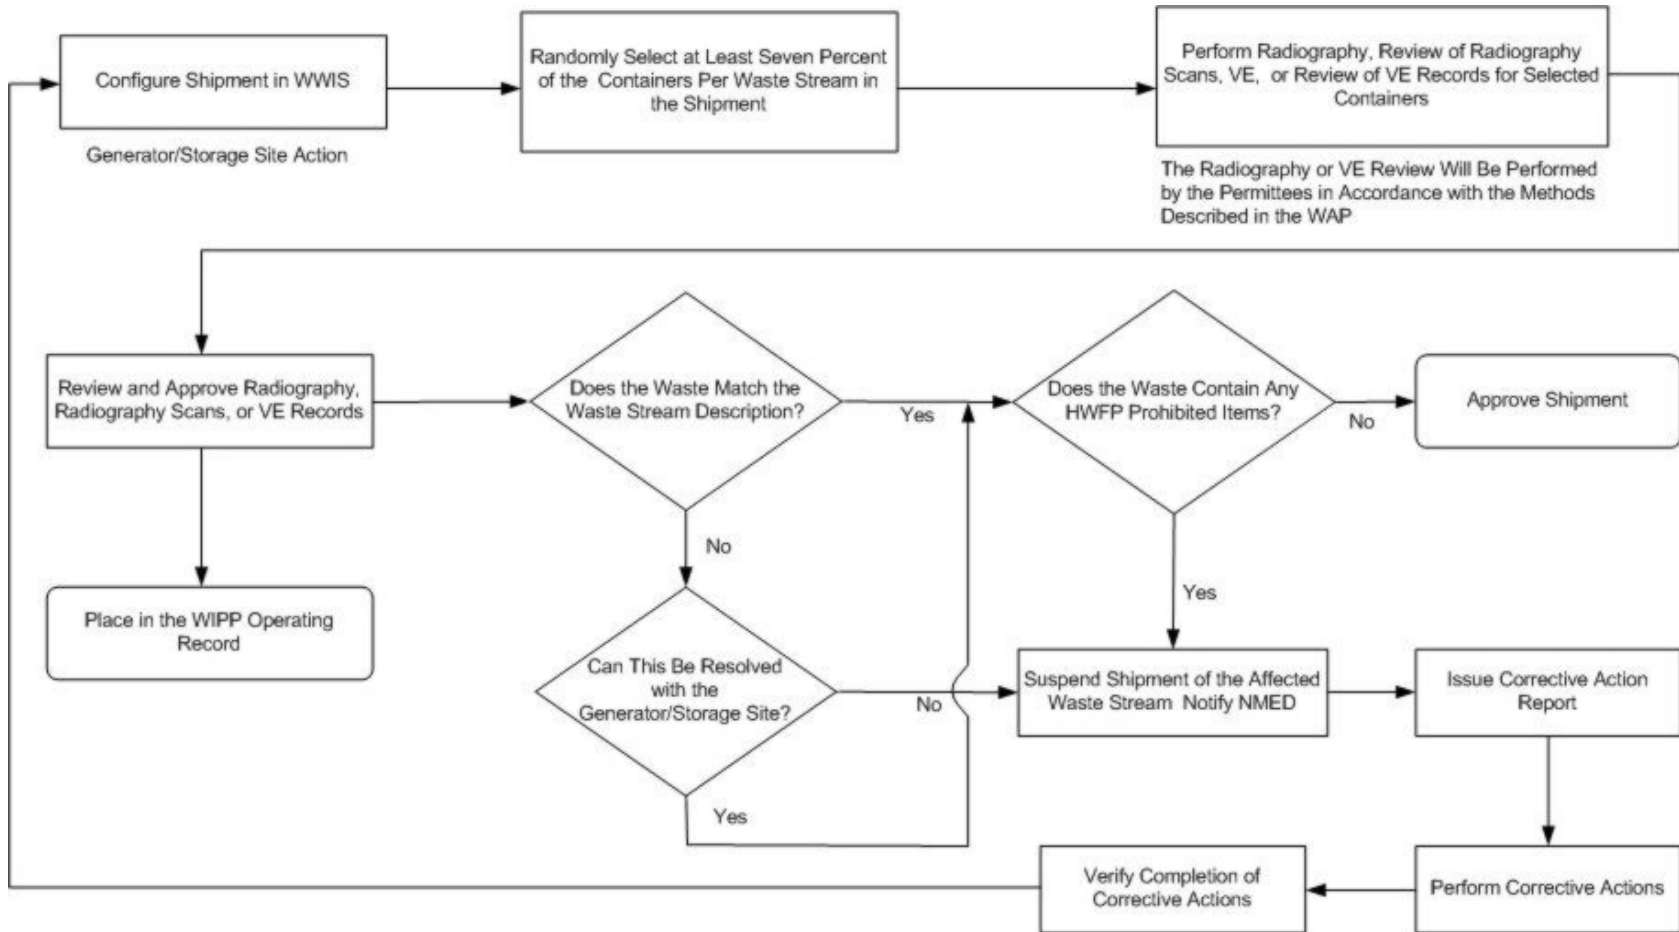 Configure Shipment in WWIS
Generator/Storage Site Action
Randomly Select at Least Seven Percent
of the Containers Per Waste Stream in
the Shipment
Perform Radiography, Review of Radiography
Scans, VE, or Review of VE Records for Selected
Containers
The Radiography or VE Review Will Be Performed
by the Permittees in Accordance with the Methods
Described in the WAP
Review and Approve Radiography,
Radiography Scans, or VE Records
Does the Waste Match the
Waste Stream Description?
Yes
Does the Waste Contain Any
HWFP Prohibited Items?
No
Approve Shipment
No
Yes
Place in the WIPP Operating
Record
Can This Be Resolved
with the
Generator/Storage Site?
No
Suspend Shipment of the Affected
Waste Stream Notify NMED
Issue Corrective Action
Report
Yes
Verify Completion of
Corrective Actions
Perform Corrective Actions